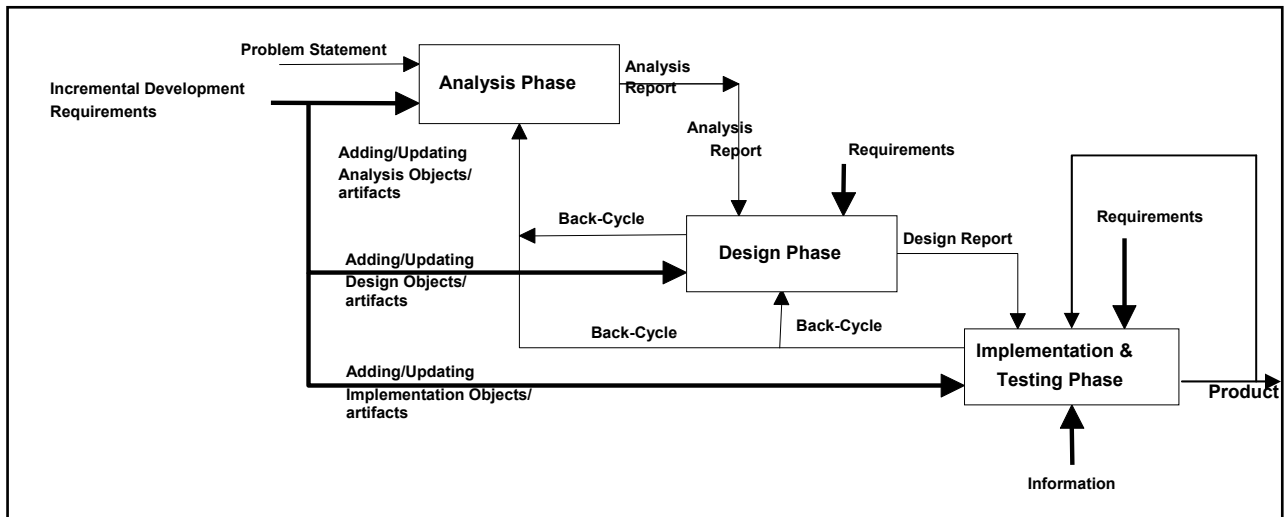 Problem Statement
Incremental Development
Requirements
Analysis Phase
Analysis
Report
Analysis
Report
Adding/Updating
Analysis Objects/
artifacts
Requirements
Back-Cycle
Design Phase
Design Report
Requirements
Adding/Updating
Design Objects/
artifacts
Back-Cycle
Back-Cycle
Implementation &
Testing Phase
Adding/Updating
Implementation Objects/
artifacts
Product
Information